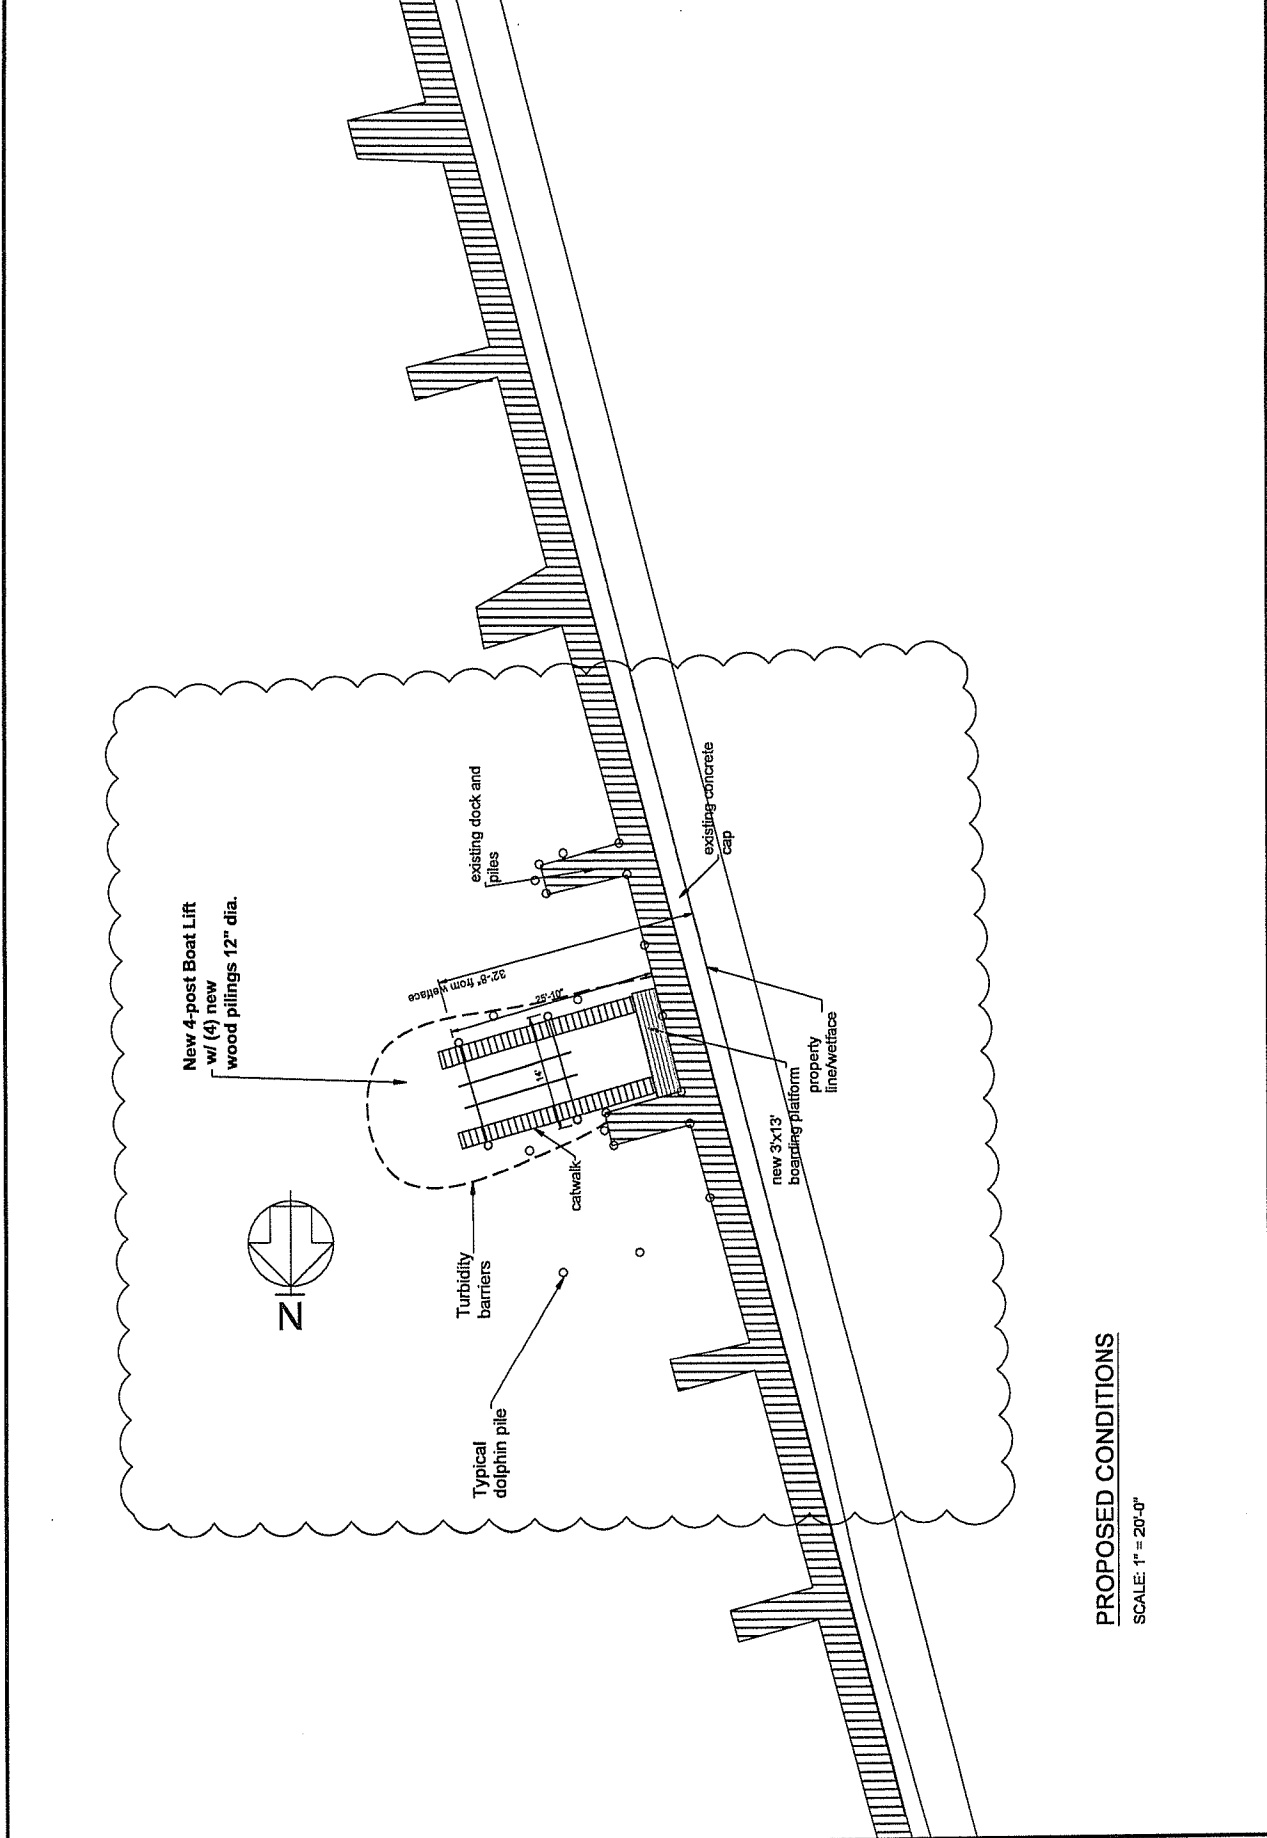 New 4-post Boat Lift
w/ (4) new
wood pilings 12" dia.
existing dock and
piles
32'-8" from wetface
25'-10"
14'
catwalk
Turbidity
barriers
Typical
dolphin pile
N
existing concrete
cap
property
line/wetface
new 3'x13'
boarding platform
PROPOSED CONDITIONS
SCALE: 1" = 20'-0"